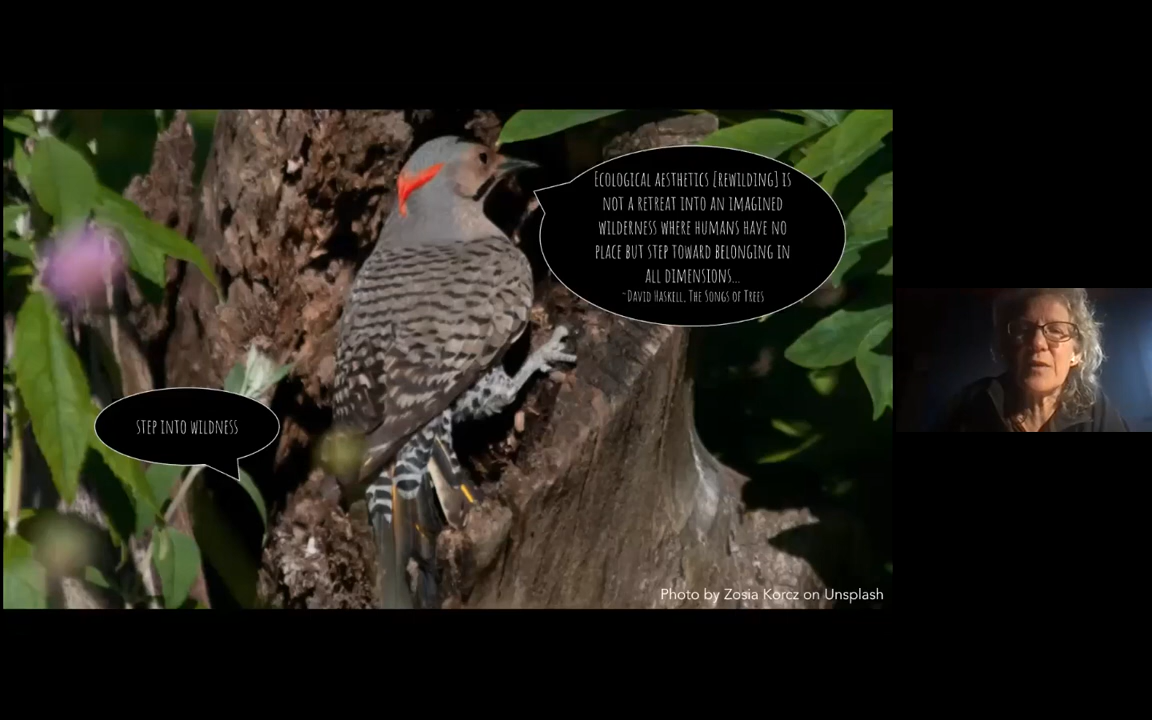 ECOLOGICAL AESTHETICS [REWILDING] IS
NOT A RETREAT INTO AN IMAGINED
WILDERNESS WHERE HUMANS HAVE NO
PLACE BUT STEP TOWARD BELONGING IN
ALL DIMENSIONS...
~DAVID HASKELL, THE SONGS OF TREES
STEP INTO WILDNESS
Photo by Zosia Korcz on Unsplash